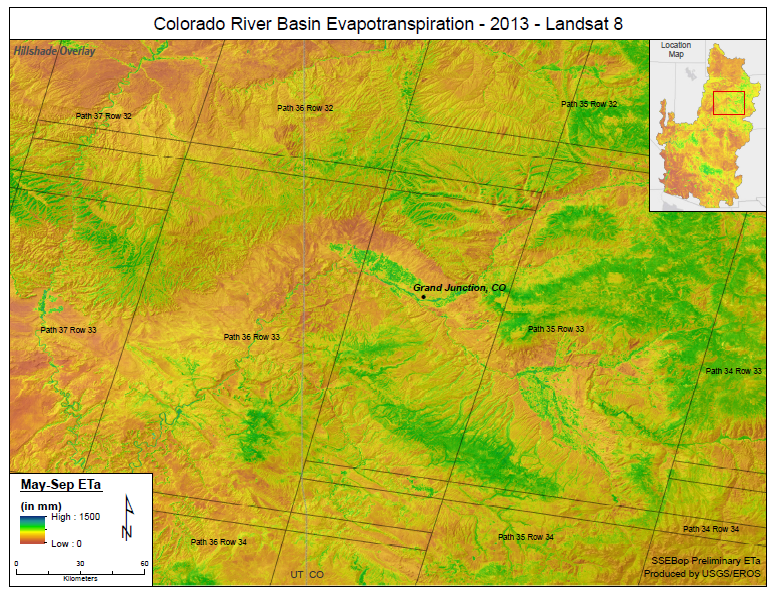 Colorado River Basin Evapotranspiration - 2013 - Landsat 8
Hillshade/Overlay
Location
Map
Path 37 Row 32
Path 36 Row 32
Path 35 Row 32
Grand Junction, CO
Path 37 Row 33
Path 36 Row 33
Path 35 Row 33
Path 34 Row 33
May-Sep ETa
(in mm)
High : 1500
Low : 0
N
0 30 60
Kilometers
Path 36 Row 34
Path 35 Row 34
Path 34 Row 34
UT CO
SSEBop Preliminary ETa
Produced by USGS/EROS